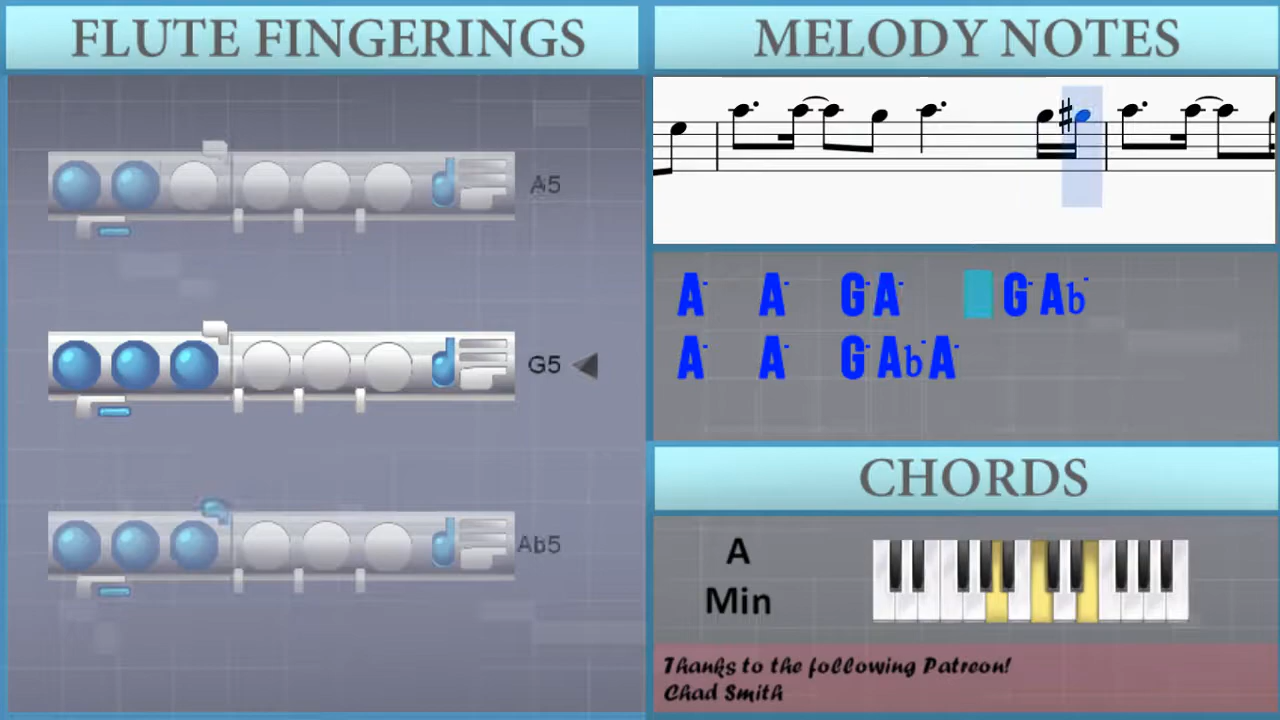 FLUTE FINGERINGS
A5
G5
Ab5
MELODY NOTES
A- A- G-A- G-Ab-
A- A- G-Ab-A-
CHORDS
A
Min
Thanks to the following Patreon!
Chad Smith